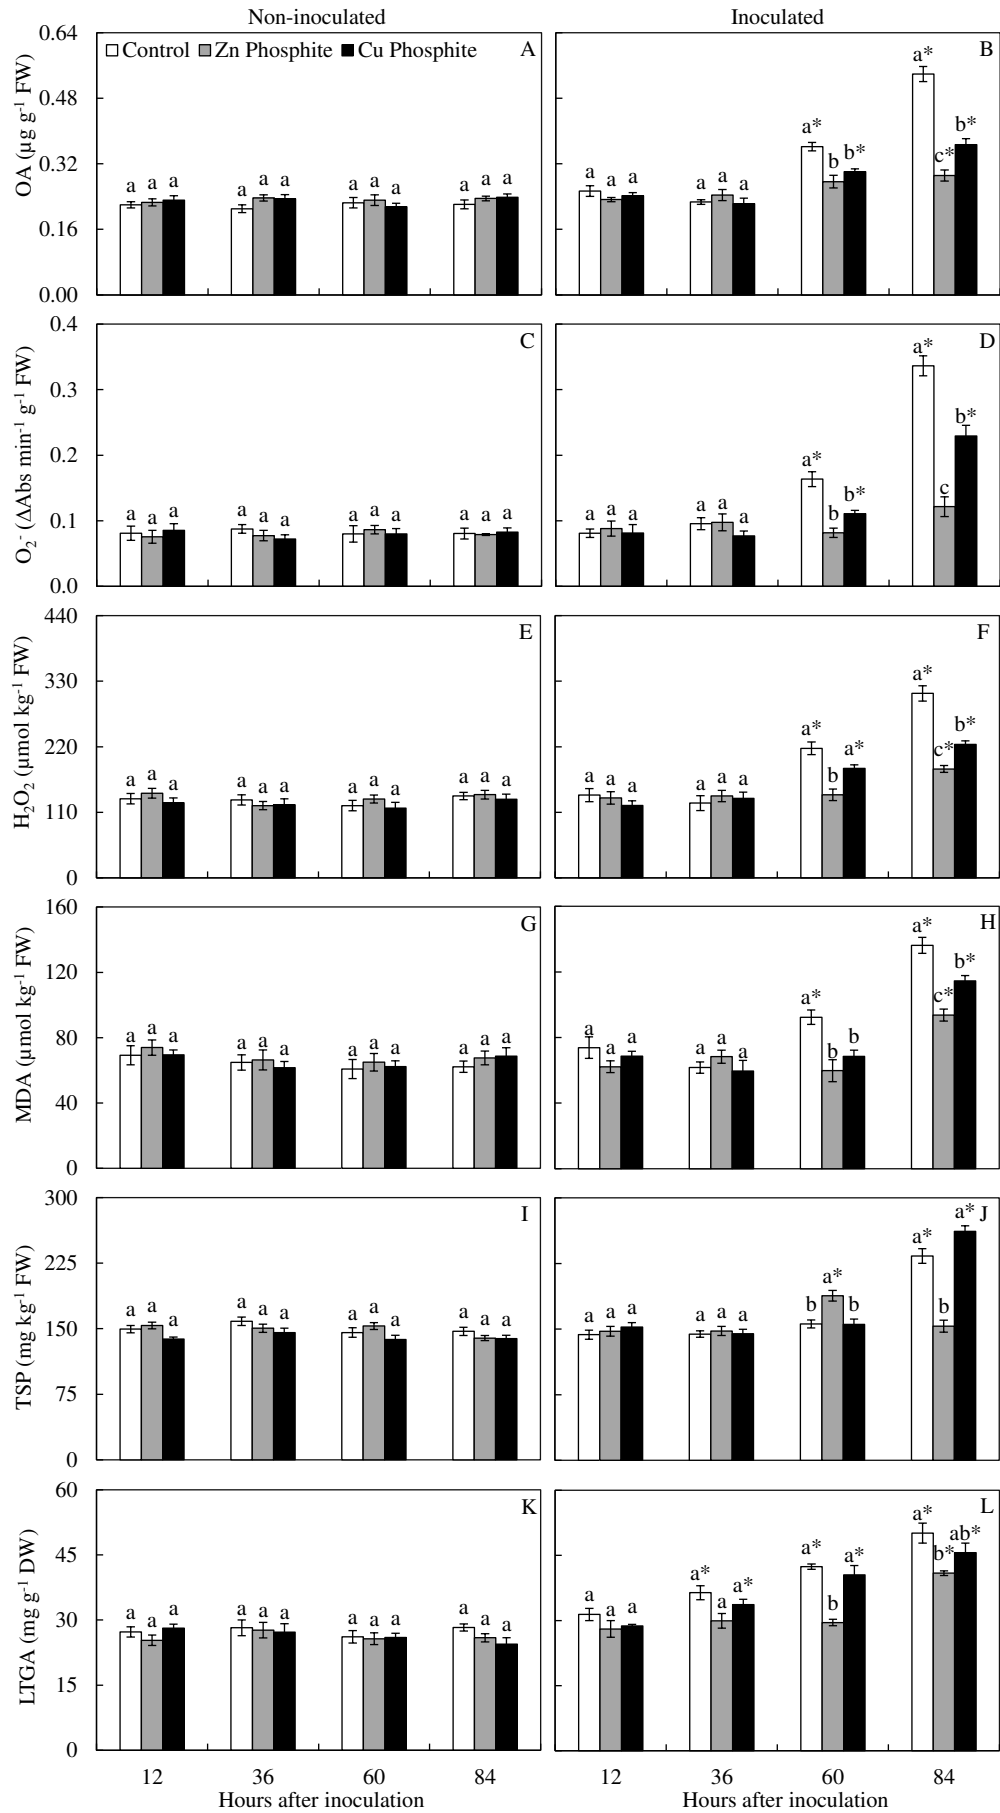 Non-inoculated Inoculated
Control Zn Phosphite Cu Phosphite A B
OA (µg g⁻¹ FW)
0.64
0.48
0.32
0.16
0.00
a a a a a a a a a a a a
a a a a a a a* b b* a* c* b*
C D
O₂⁻ (ΔAbs min⁻¹ g⁻¹ FW)
0.4
0.3
0.2
0.1
0.0
a a a a a a a a a a a a
a a a a a a a* b b* a* c b*
E F
H₂O₂ (µmol kg⁻¹ FW)
440
330
220
110
0
a a a a a a a a a a a a
a a a a a a a* b a* a* c* b*
G H
MDA (µmol kg⁻¹ FW)
160
120
80
40
0
a a a a a a a a a a a a
a a a a a a a* b b a* c* b*
I J
TSP (mg kg⁻¹ FW)
300
225
150
75
0
a a a a a a a a a a a a
a a a a a a b a* b a* b a*
K L
LTGA (mg g⁻¹ DW)
60
45
30
15
0
a a a a a a a a a a a a
a a a a* a a* a* b a* a* b* ab*
12 36 60 84 12 36 60 84
Hours after inoculation Hours after inoculation